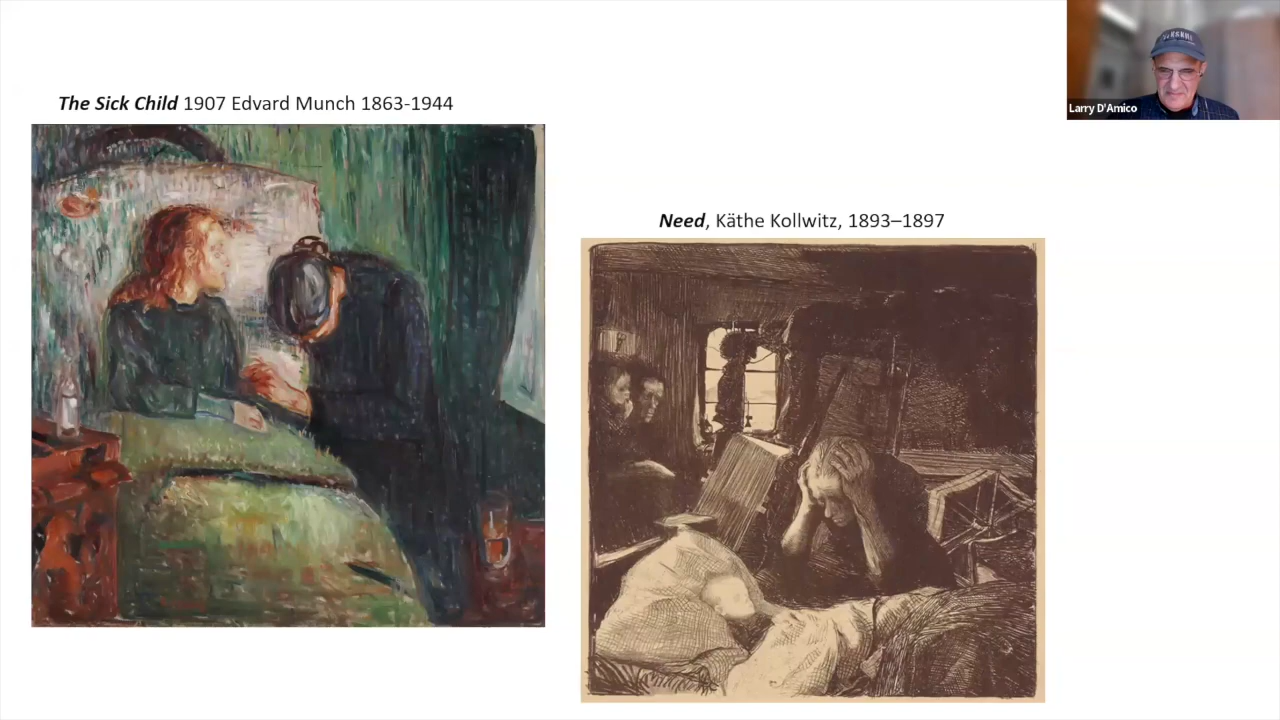 The Sick Child 1907 Edvard Munch 1863-1944
Larry D'Amico
Need, Käthe Kollwitz, 1893–1897